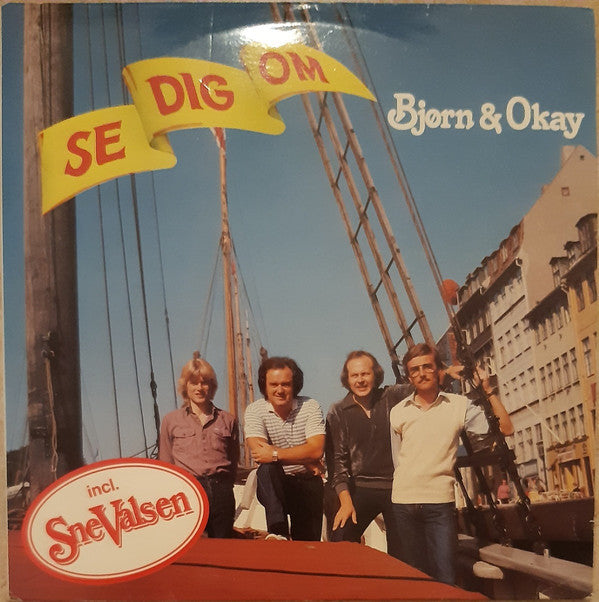 SE DIG OM
Bjørn & Okay
incl.
SneValsen